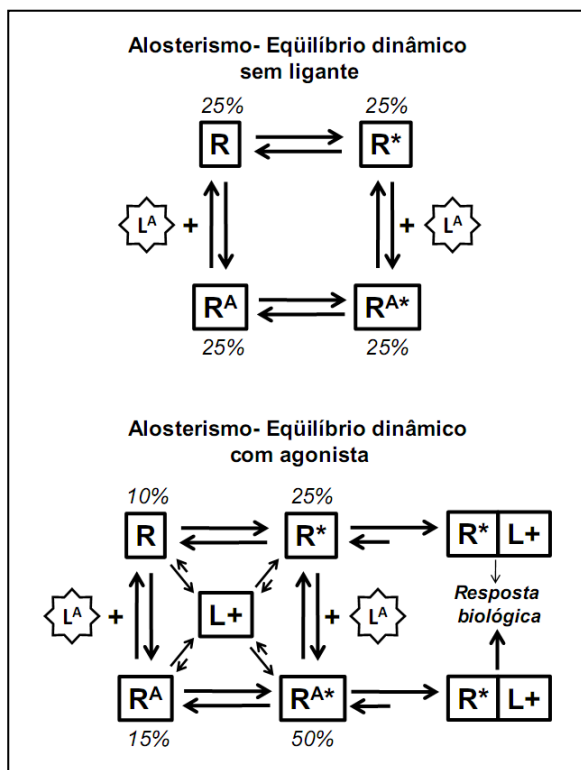 Alosterismo- Eqüilíbrio dinâmico
sem ligante
25% 25%
R R*
L^A + + L^A
R^A R^A*
25% 25%
Alosterismo- Eqüilíbrio dinâmico
com agonista
10% 25%
R R* R* L+
L^A + L+ + L^A Resposta
biológica
R^A R^A* R* L+
15% 50%